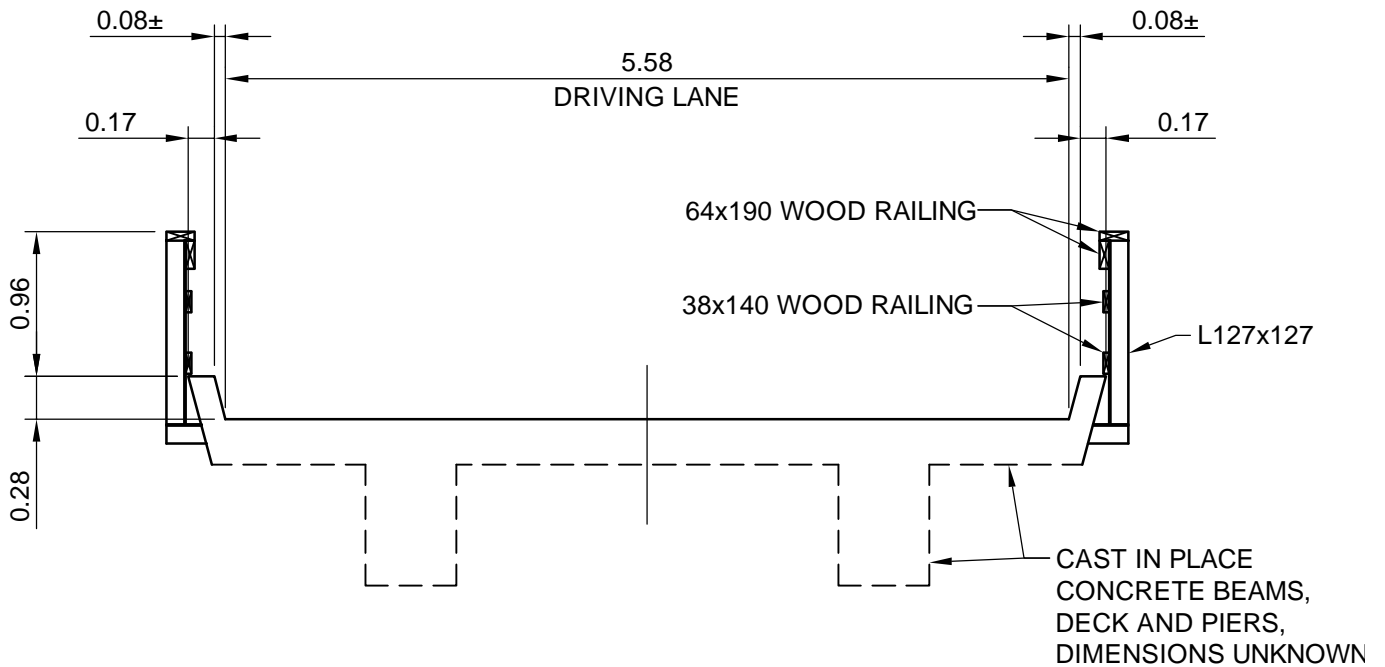 0.08±
0.08±
5.58
DRIVING LANE
0.17
0.17
64x190 WOOD RAILING
0.96
38x140 WOOD RAILING
L127x127
0.28
CAST IN PLACE
CONCRETE BEAMS,
DECK AND PIERS,
DIMENSIONS UNKNOWN